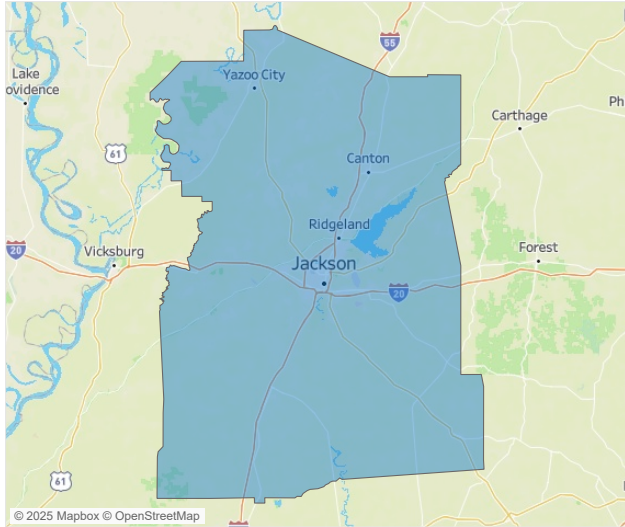 55
Yazoo City
Lake
ovidence
Carthage
Ph
61
Canton
Ridgeland
20
Vicksburg
Jackson
Forest
20
61
© 2025 Mapbox © OpenStreetMap